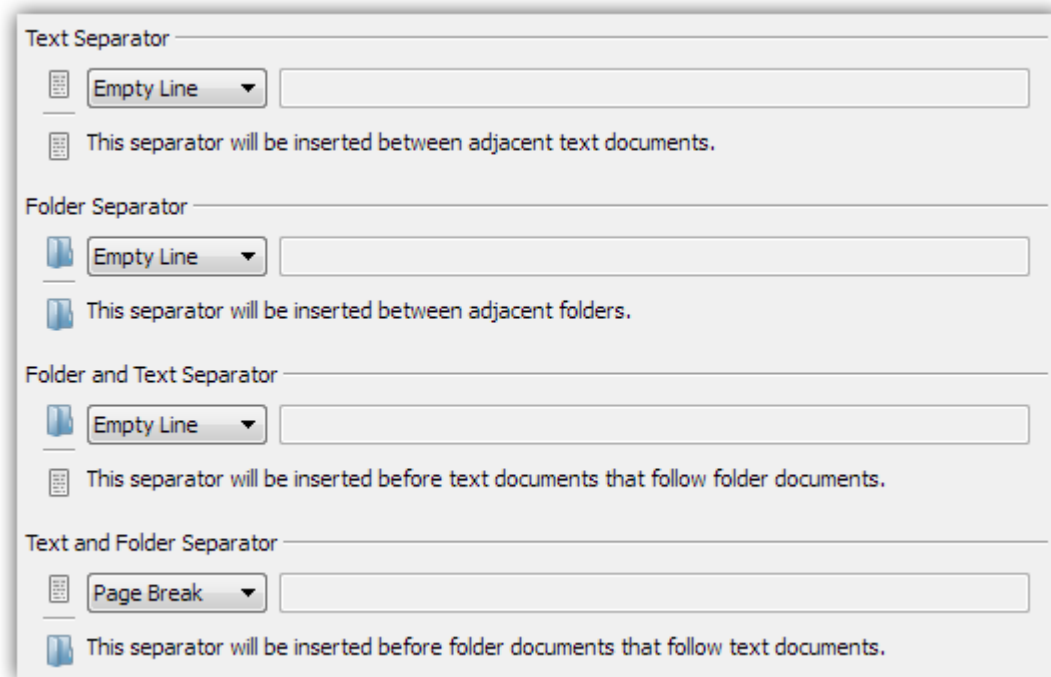 Text Separator
Empty Line
This separator will be inserted between adjacent text documents.
Folder Separator
Empty Line
This separator will be inserted between adjacent folders.
Folder and Text Separator
Empty Line
This separator will be inserted before text documents that follow folder documents.
Text and Folder Separator
Page Break
This separator will be inserted before folder documents that follow text documents.